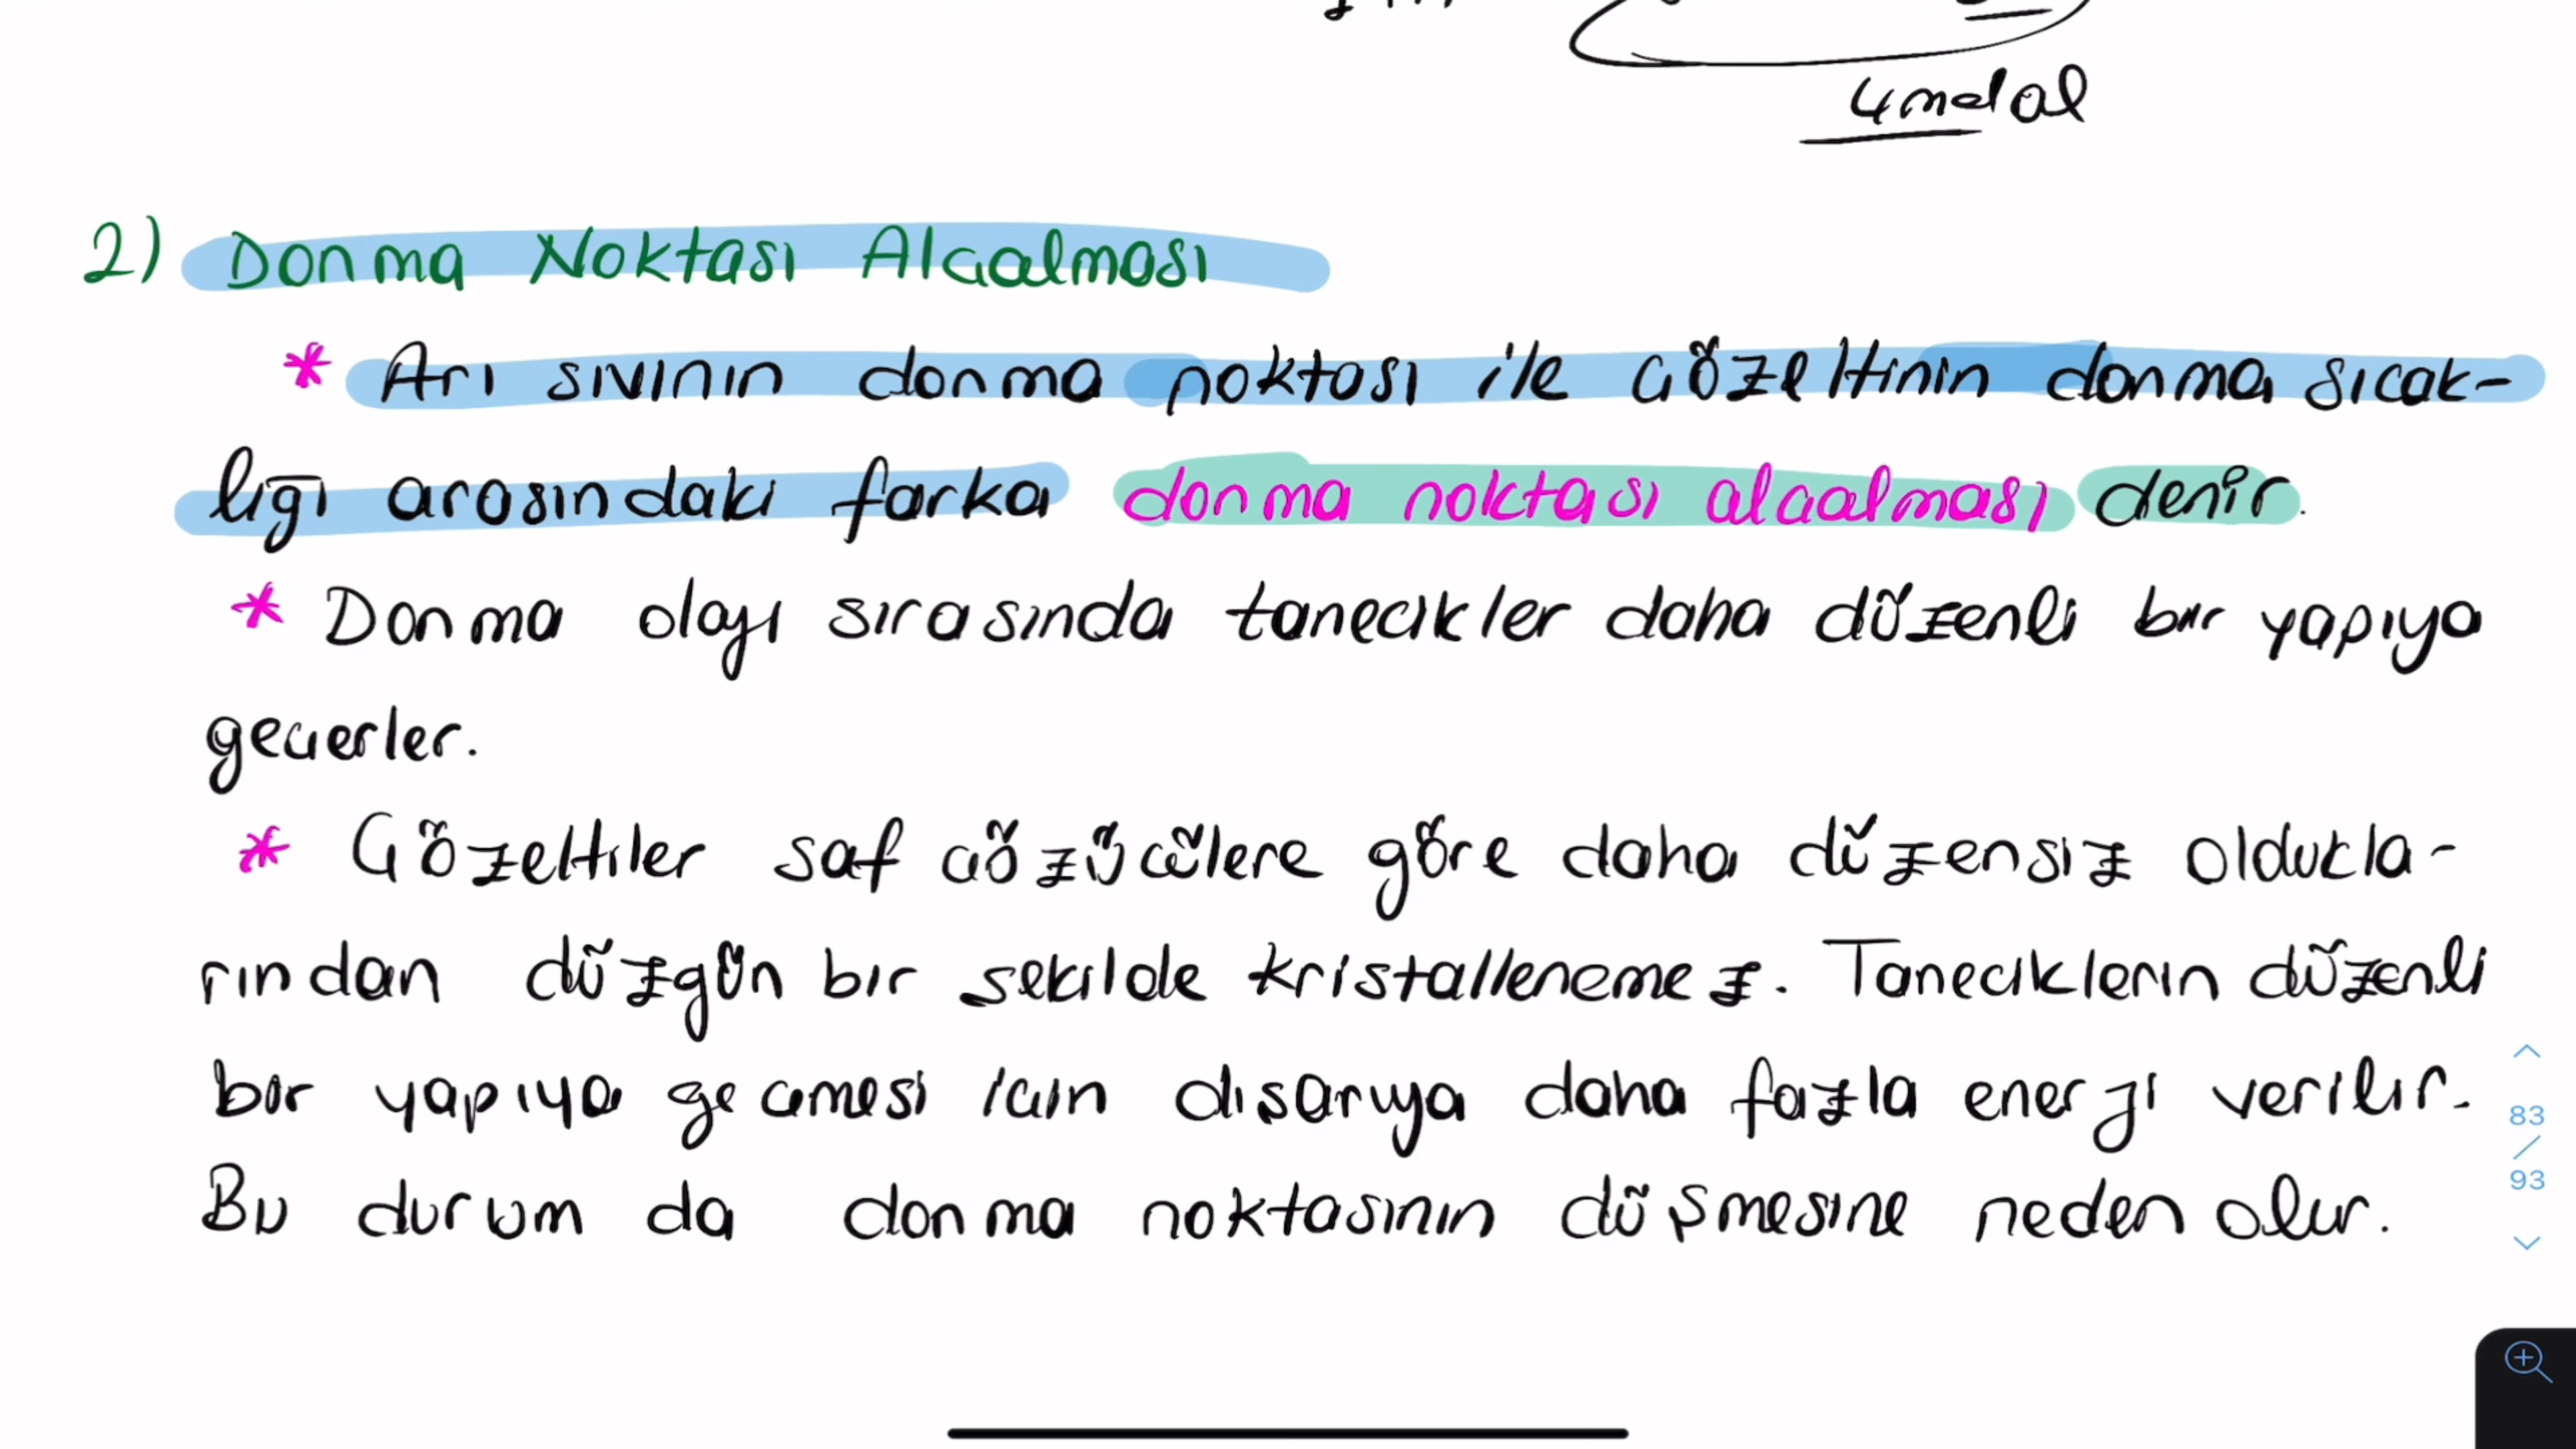 4molal
2) Donma Noktası Alçalması
* Arı sıvının donma noktası ile çözeltinin donma sıcak-
lığı arasındaki farka donma noktası alçalması denir.
* Donma olayı sırasında tanecikler daha düzenli bir yapıya
geçerler.
* Çözeltiler saf çözücülere göre daha düzensiz oldukla-
rından düzgün bir şekilde kristallenemez. Taneciklerin düzenli
bir yapıya geçmesi için dışarıya daha fazla enerji verilir.
Bu durum da donma noktasının düşmesine neden olur.
83
/
93